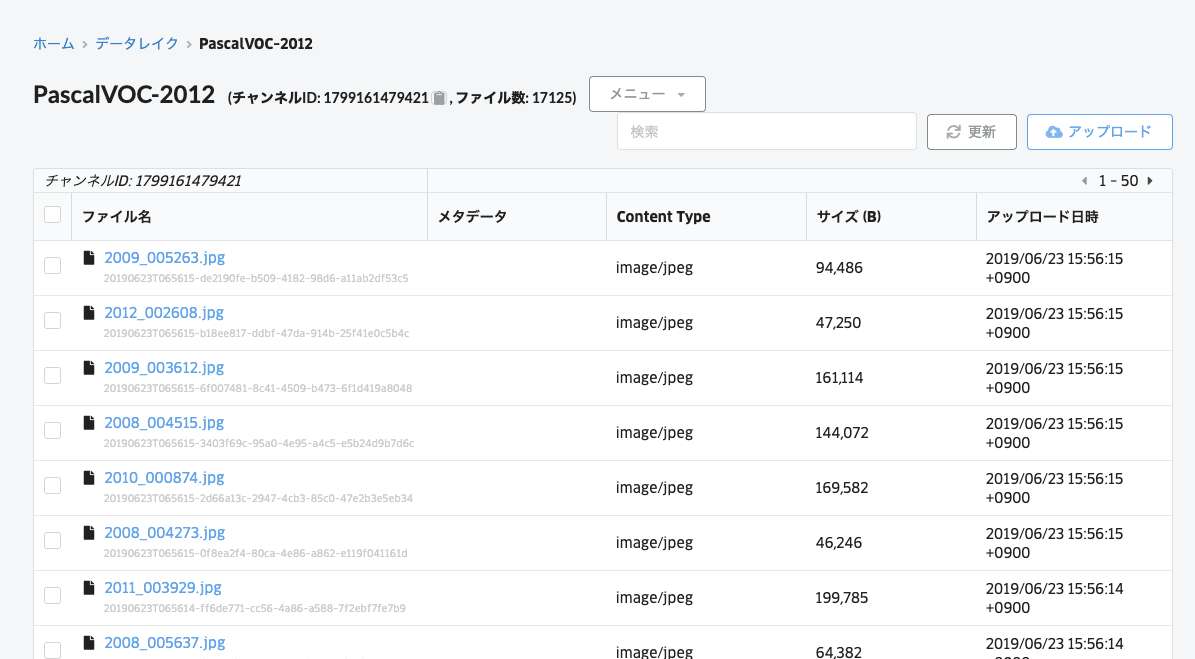 ホーム › データレイク › PascalVOC-2012
PascalVOC-2012 (チャンネルID: 1799161479421 , ファイル数: 17125) メニュー
検索 更新 アップロード
チャンネルID: 1799161479421 1 - 50
ファイル名 メタデータ Content Type サイズ (B) アップロード日時
2009_005263.jpg
20190623T065615-de2190fe-b509-4182-98d6-a11ab2df53c5
image/jpeg 94,486 2019/06/23 15:56:15
+0900
2012_002608.jpg
20190623T065615-b18ee817-ddbf-47da-914b-25f41e0c5b4c
image/jpeg 47,250 2019/06/23 15:56:15
+0900
2009_003612.jpg
20190623T065615-6f007481-8c41-4509-b473-6f1d419a8048
image/jpeg 161,114 2019/06/23 15:56:15
+0900
2008_004515.jpg
20190623T065615-3403f69c-95a0-4e95-a4c5-e5b24d9b7d6c
image/jpeg 144,072 2019/06/23 15:56:15
+0900
2010_000874.jpg
20190623T065615-2d66a13c-2947-4cb3-85c0-47e2b3e5eb34
image/jpeg 169,582 2019/06/23 15:56:15
+0900
2008_004273.jpg
20190623T065615-0f8ea2f4-80ca-4e86-a862-e119f041161d
image/jpeg 46,246 2019/06/23 15:56:15
+0900
2011_003929.jpg
20190623T065614-ff6de771-cc56-4a86-a588-7f2ebf7fe7b9
image/jpeg 199,785 2019/06/23 15:56:14
+0900
2008_005637.jpg
image/jpeg 64,382 2019/06/23 15:56:14